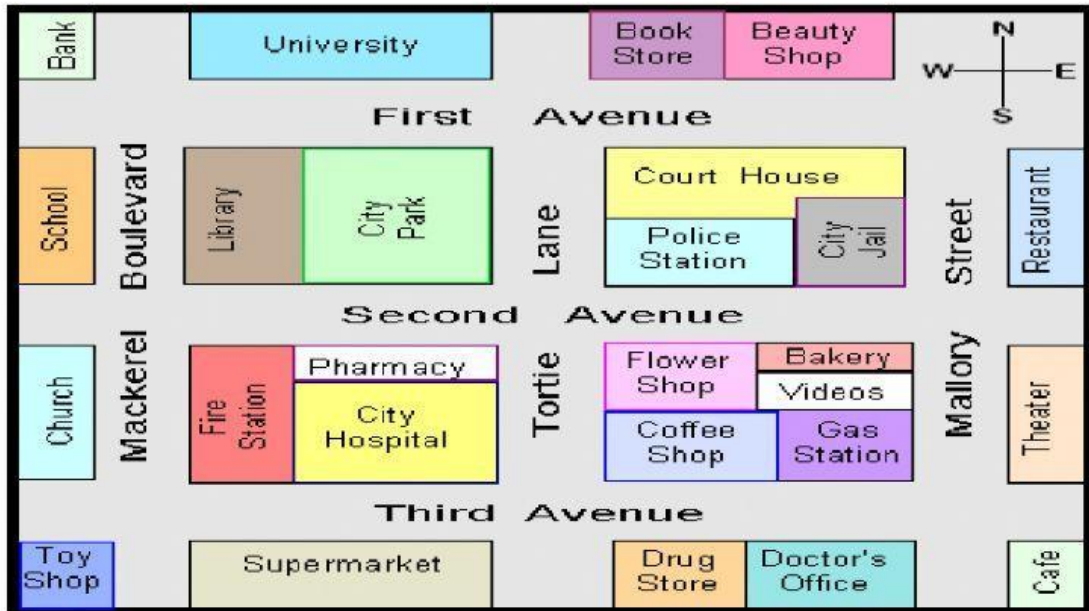 Bank
University
Book
Store
Beauty
Shop
N
W E
S
First Avenue
School
Boulevard
Library
City
Park
Lane
Court House
Police
Station
City
Jail
Street
Restaurant
Second Avenue
Church
Mackerel
Fire
Station
Pharmacy
City
Hospital
Tortie
Flower
Shop
Bakery
Videos
Coffee
Shop
Gas
Station
Mallory
Theater
Third Avenue
Toy
Shop
Supermarket
Drug
Store
Doctor's
Office
Cafe